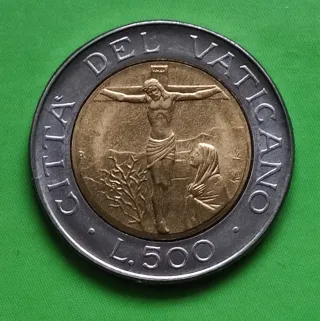 · CITTA' DEL VATICANO ·
L. 500